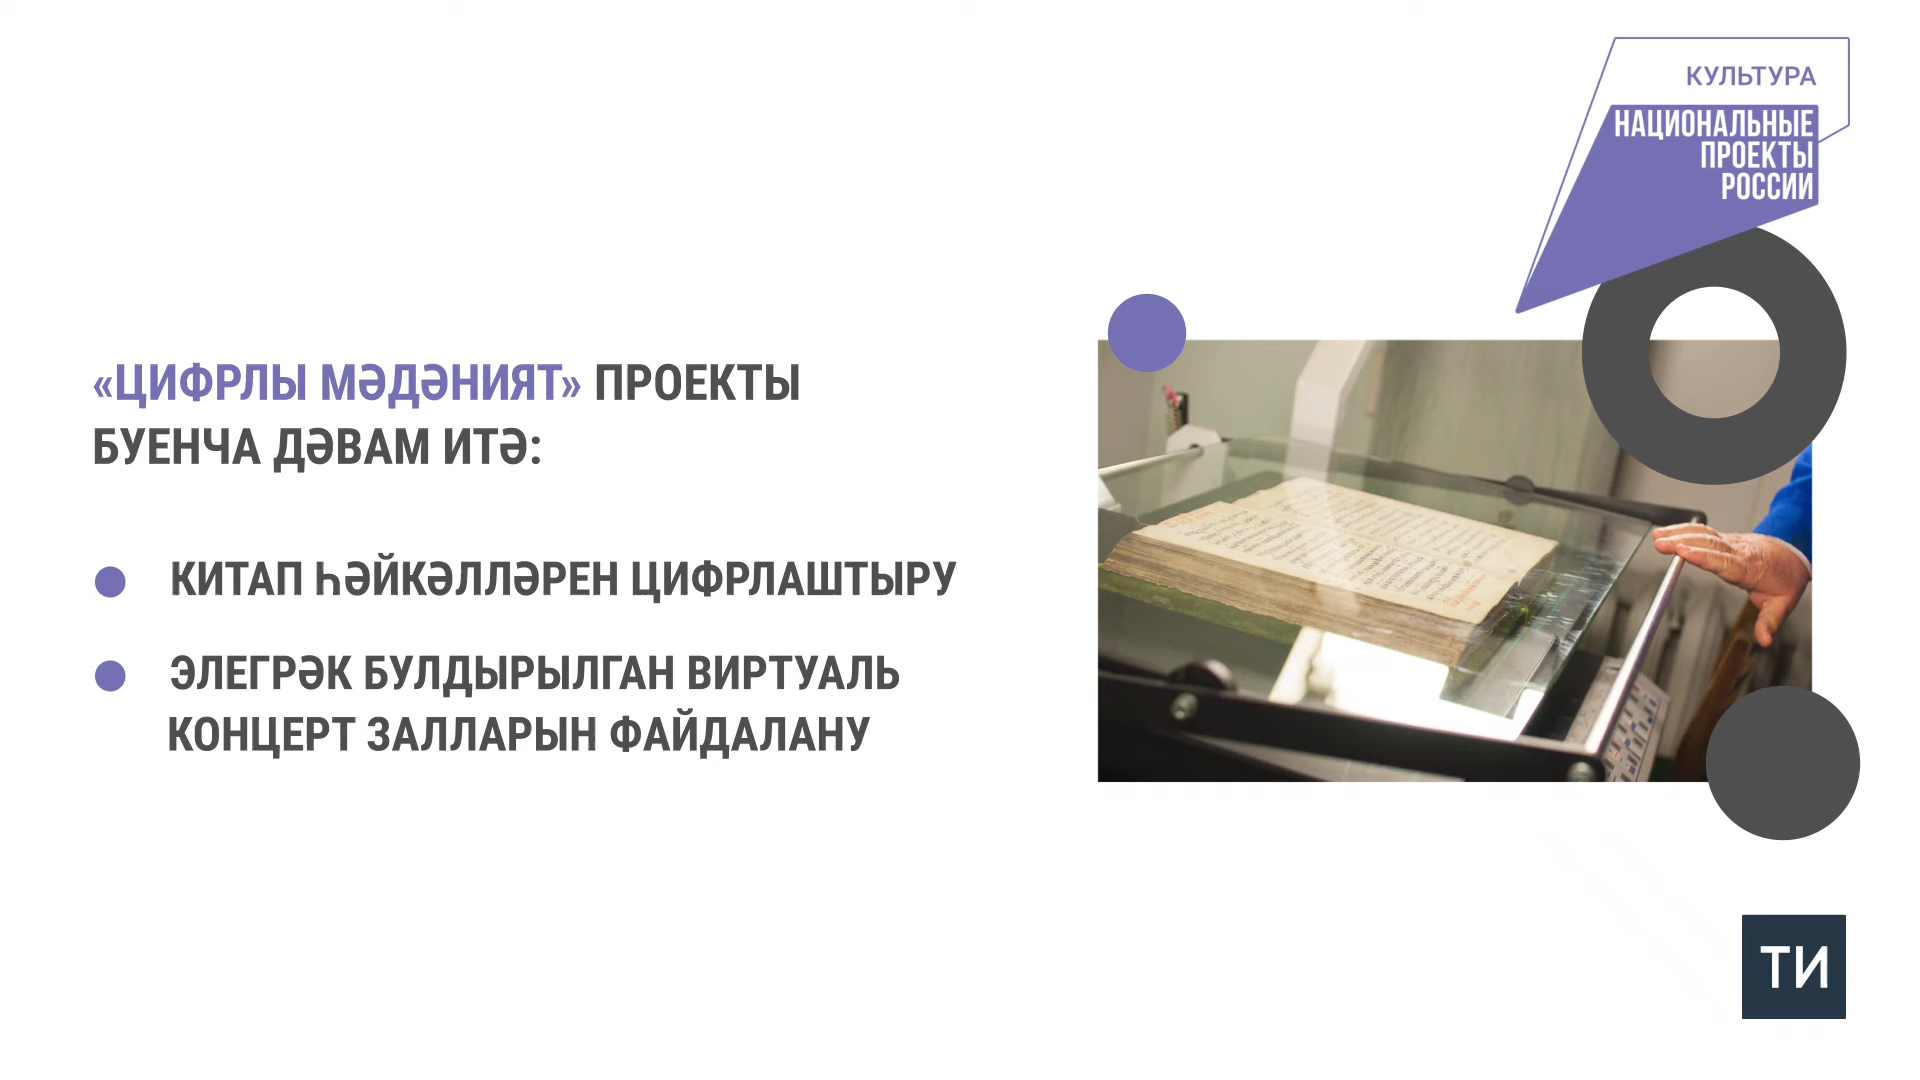 КУЛЬТУРА
НАЦИОНАЛЬНЫЕ
ПРОЕКТЫ
РОССИИ
«ЦИФРЛЫ МӘДӘНИЯТ» ПРОЕКТЫ
БУЕНЧА ДӘВАМ ИТӘ:
КИТАП ҺӘЙКӘЛЛӘРЕН ЦИФРЛАШТЫРУ
ЭЛЕГРӘК БУЛДЫРЫЛГАН ВИРТУАЛЬ
КОНЦЕРТ ЗАЛЛАРЫН ФАЙДАЛАНУ
ТИ